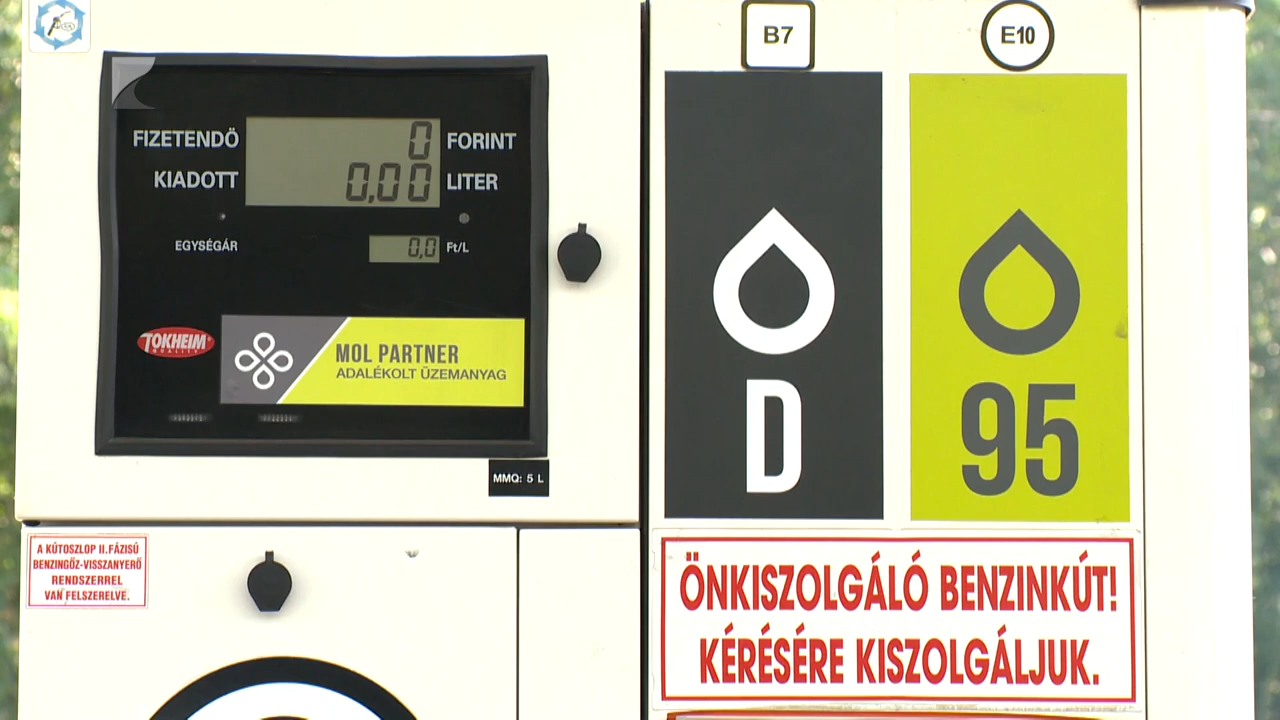 FIZETENDŐ 0 FORINT
KIADOTT 0,00 LITER
EGYSÉGÁR 0,0 Ft/L
TOKHEIM
QUALITY
MOL PARTNER
ADALÉKOLT ÜZEMANYAG
MMQ: 5 L
A KÚTOSZLOP II.FÁZISÚ
BENZINGŐZ-VISSZANYERŐ
RENDSZERREL
VAN FELSZERELVE.
B7
E10
D
95
ÖNKISZOLGÁLÓ BENZINKÚT!
KÉRÉSÉRE KISZOLGÁLJUK.